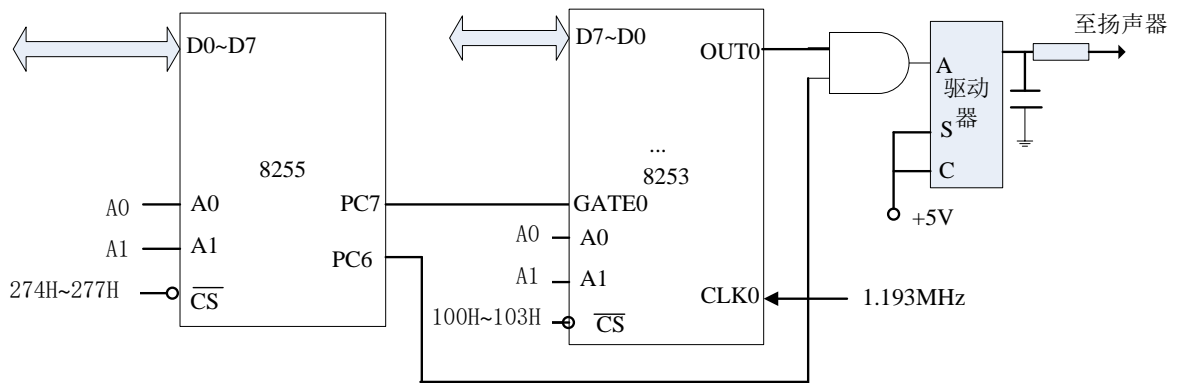 D0~D7
8255
A0
A0
PC7
A1
A1
PC6
274H~277H
CS
D7~D0
OUT0
...
8253
GATE0
A0
A0
A1
A1
CLK0
1.193MHz
100H~103H
CS
A
驱动
器
S
C
+5V
至扬声器